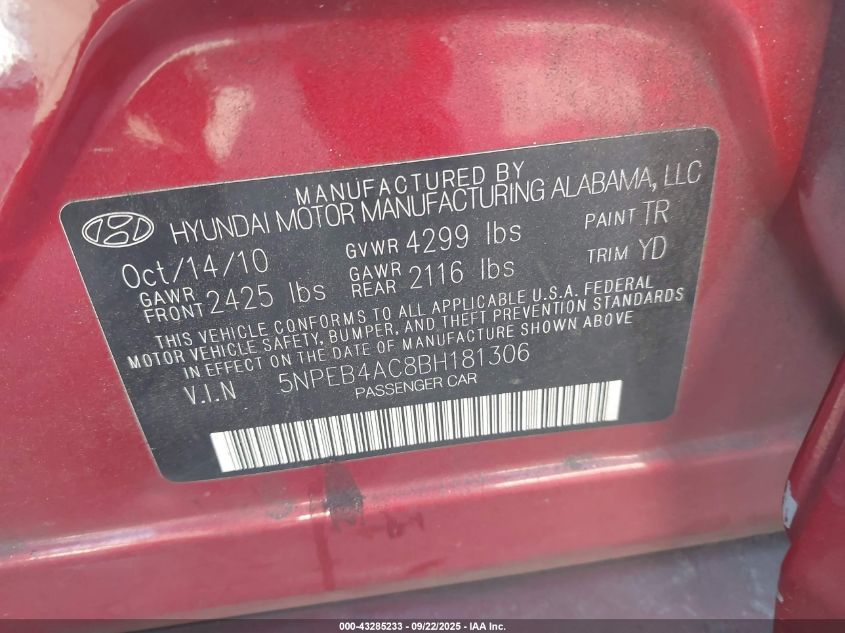 MANUFACTURED BY
HYUNDAI MOTOR MANUFACTURING ALABAMA, LLC
Oct/14/10 GVWR 4299 lbs PAINT TR
GAWR FRONT 2425 lbs GAWR REAR 2116 lbs TRIM YD
THIS VEHICLE CONFORMS TO ALL APPLICABLE U.S.A. FEDERAL
MOTOR VEHICLE SAFETY, BUMPER, AND THEFT PREVENTION STANDARDS
IN EFFECT ON THE DATE OF MANUFACTURE SHOWN ABOVE
V.I.N 5NPEB4AC8BH181306
PASSENGER CAR
000-43285233 - 09/22/2025 - IAA Inc.